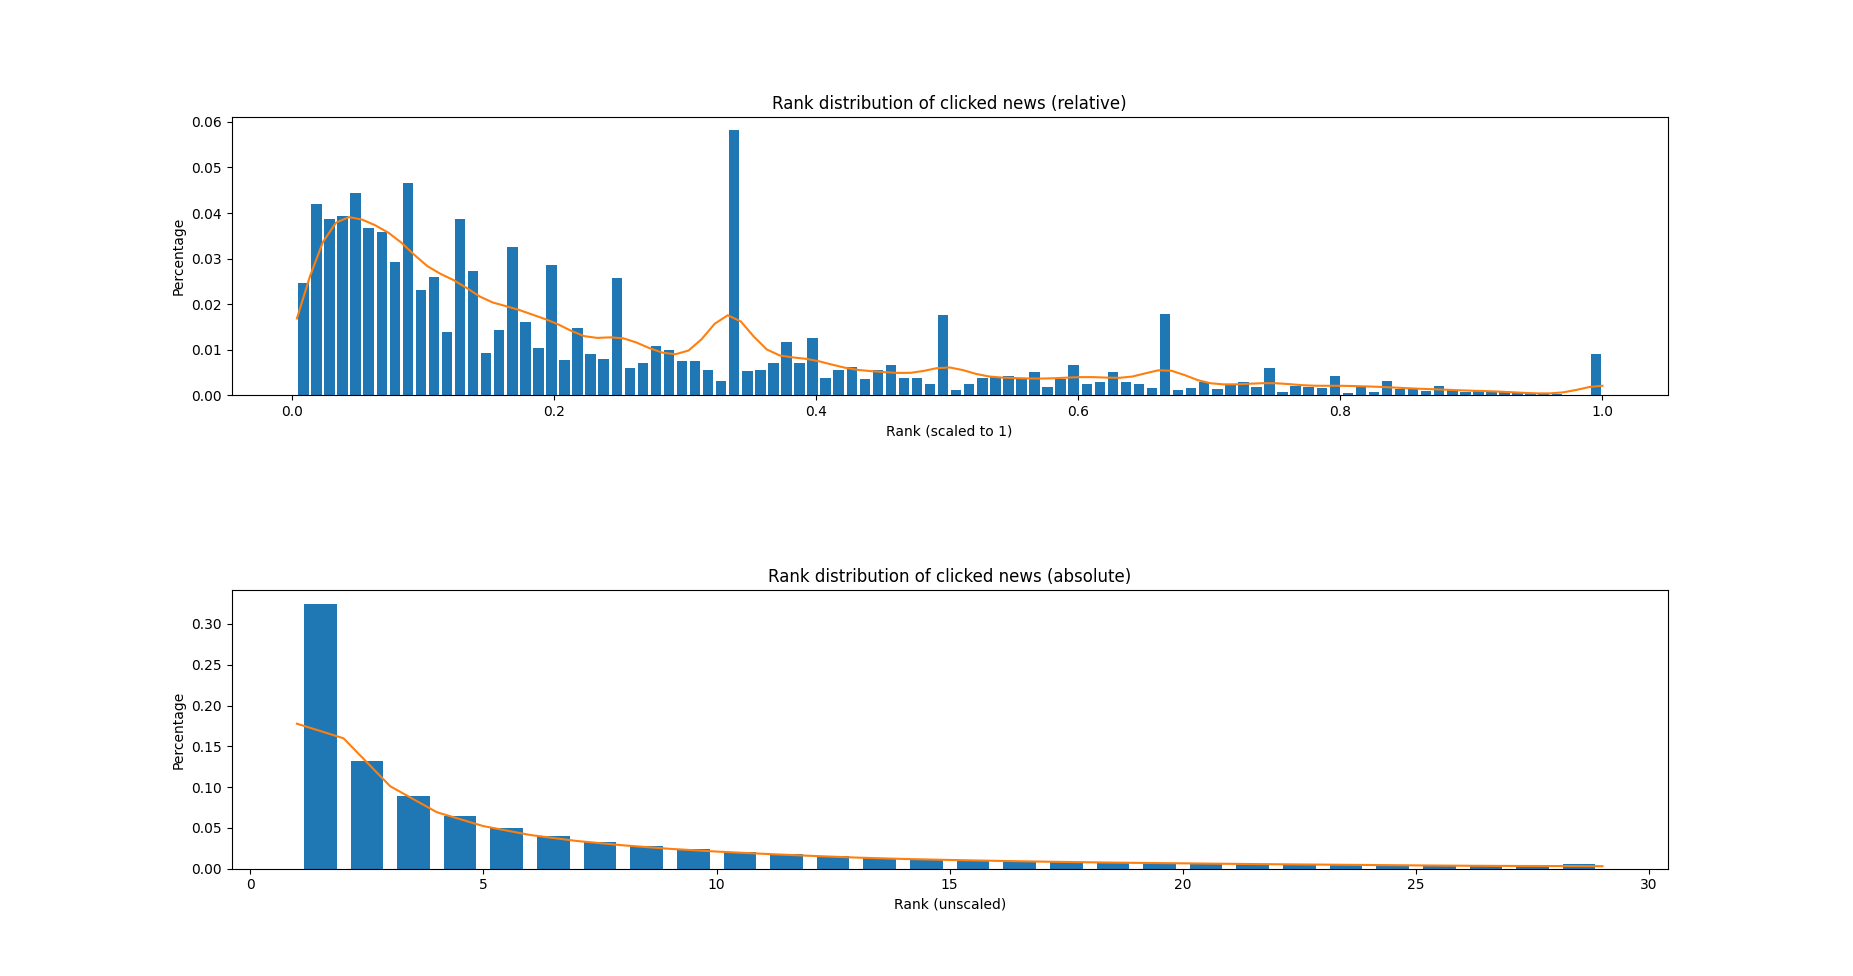 Rank distribution of clicked news (relative)
0.06
0.05
0.04
0.03
0.02
0.01
0.00
Percentage
0.0 0.2 0.4 0.6 0.8 1.0
Rank (scaled to 1)
Rank distribution of clicked news (absolute)
0.30
0.25
0.20
0.15
0.10
0.05
0.00
Percentage
0 5 10 15 20 25 30
Rank (unscaled)